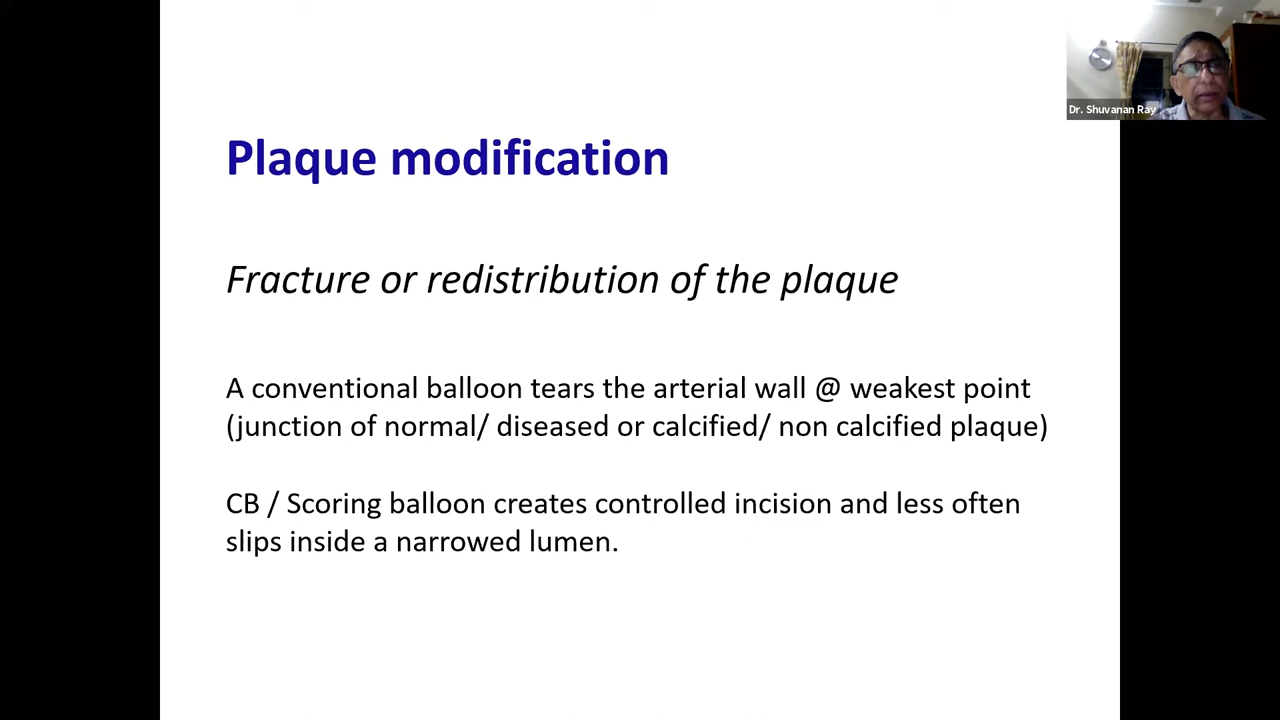 Plaque modification
Fracture or redistribution of the plaque
A conventional balloon tears the arterial wall @ weakest point
(junction of normal/ diseased or calcified/ non calcified plaque)
CB / Scoring balloon creates controlled incision and less often
slips inside a narrowed lumen.
Dr. Shuvanan Ray